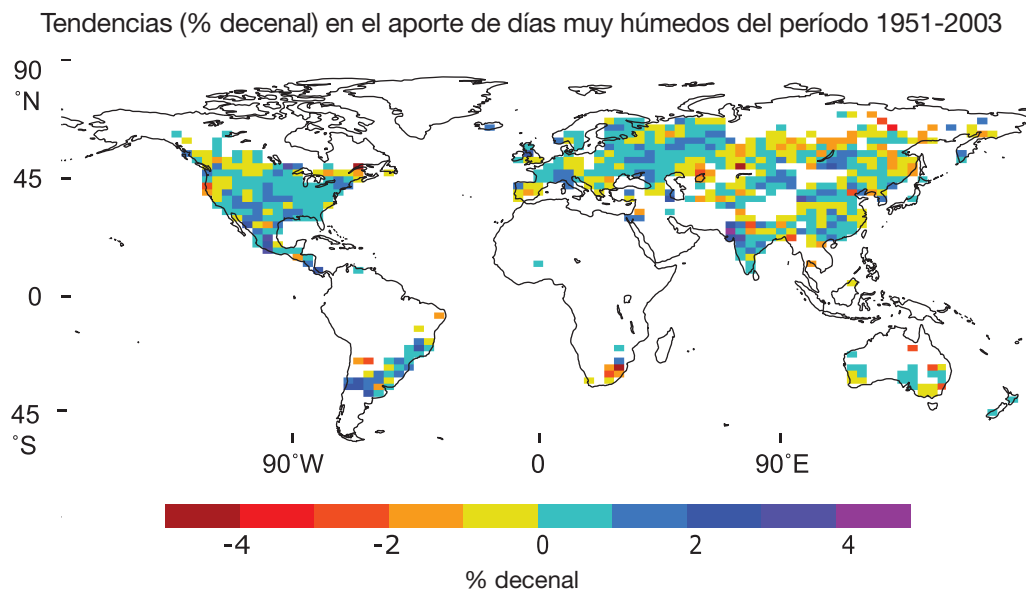 Tendencias (% decenal) en el aporte de días muy húmedos del período 1951-2003
90
˚N
45
0
45
˚S
90˚W 0 90˚E
-4 -2 0 2 4
% decenal